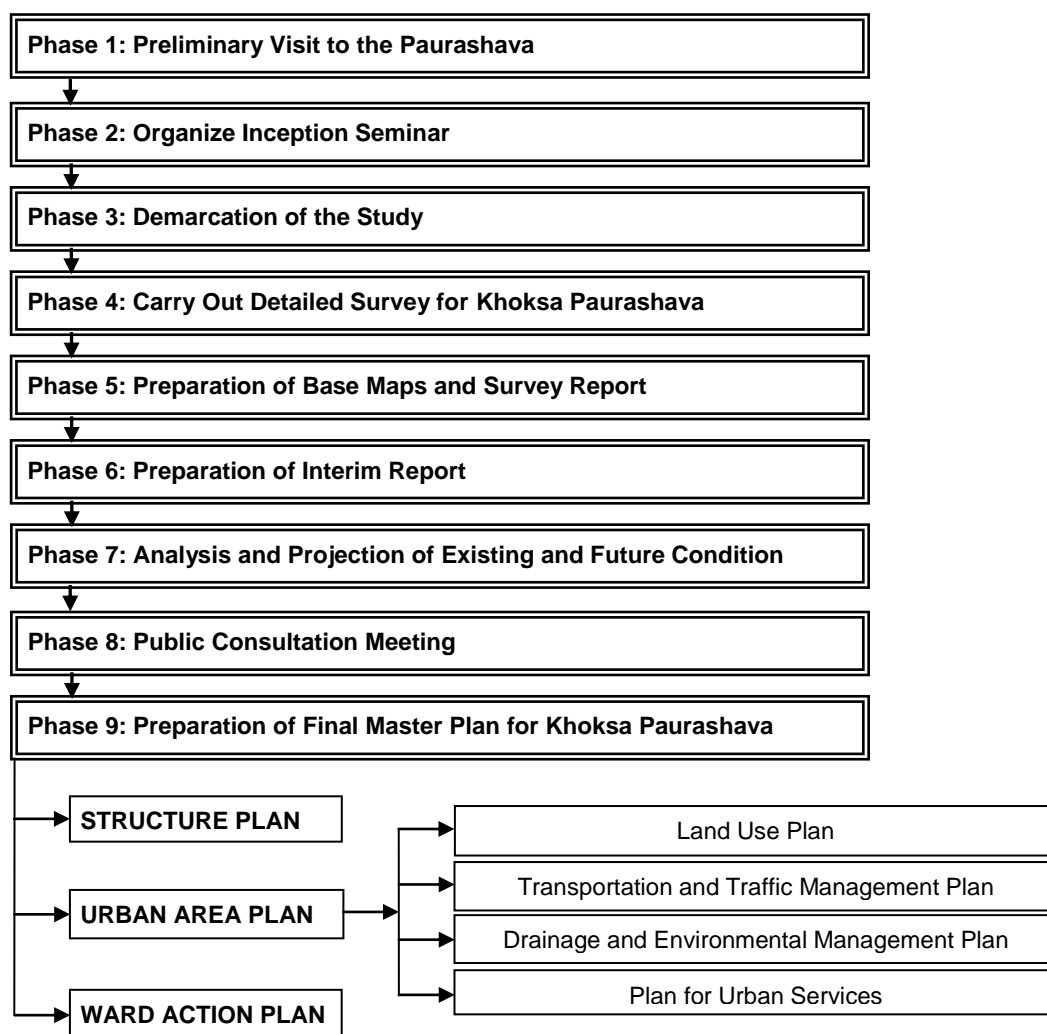 Phase 1: Preliminary Visit to the Paurashava
Phase 2: Organize Inception Seminar
Phase 3: Demarcation of the Study
Phase 4: Carry Out Detailed Survey for Khoksa Paurashava
Phase 5: Preparation of Base Maps and Survey Report
Phase 6: Preparation of Interim Report
Phase 7: Analysis and Projection of Existing and Future Condition
Phase 8: Public Consultation Meeting
Phase 9: Preparation of Final Master Plan for Khoksa Paurashava
STRUCTURE PLAN
URBAN AREA PLAN
WARD ACTION PLAN
Land Use Plan
Transportation and Traffic Management Plan
Drainage and Environmental Management Plan
Plan for Urban Services